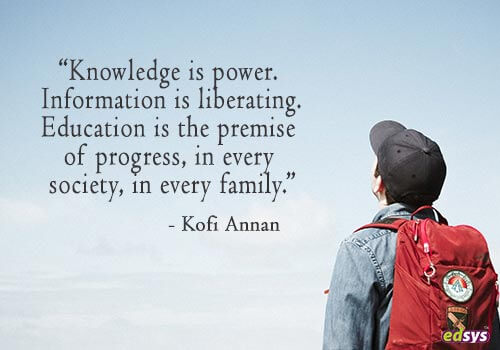 “Knowledge is power.
Information is liberating.
Education is the premise
of progress, in every
society, in every family.”
- Kofi Annan
edsys